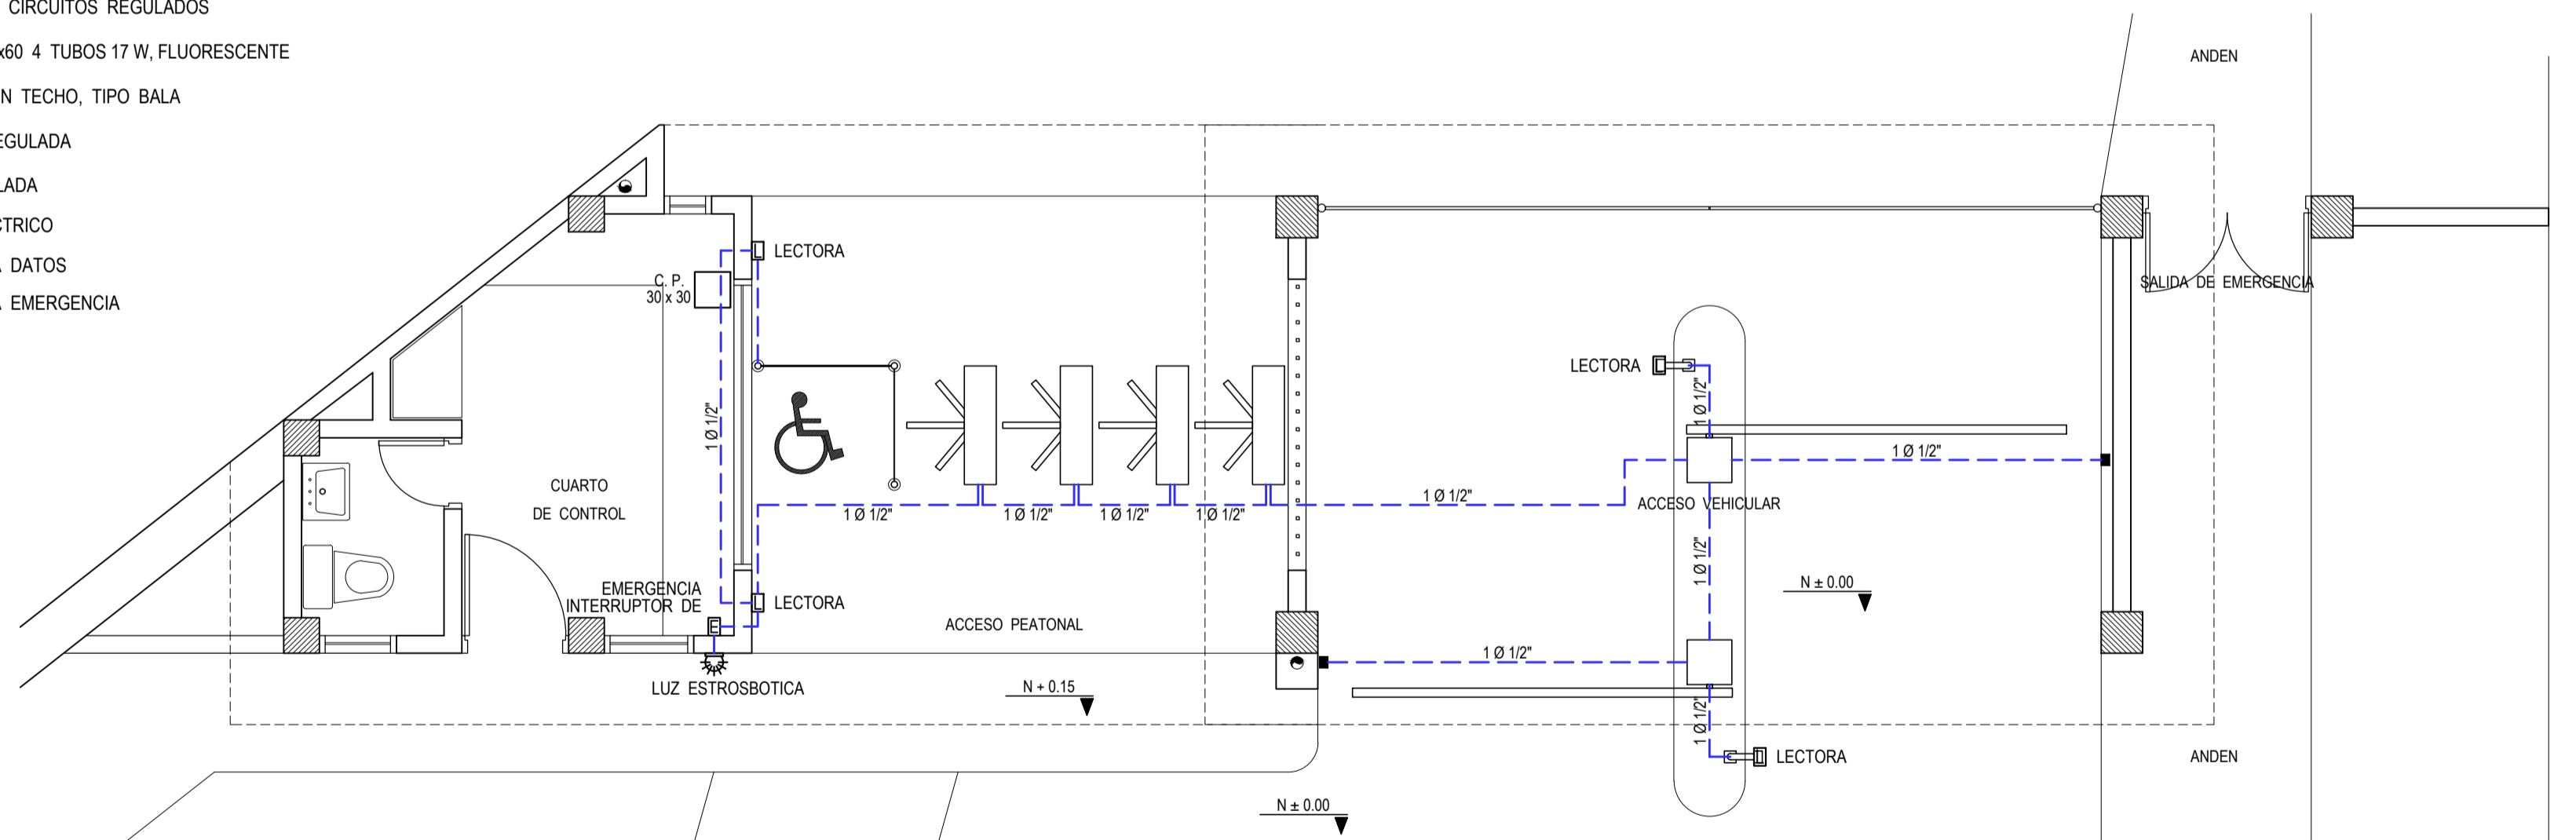 CIRCUITOS REGULADOS
x60 4 TUBOS 17 W, FLUORESCENTE
N TECHO, TIPO BALA
EGULADA
LADA
CTRICO
A DATOS
A EMERGENCIA
ANDEN
LECTORA
C. P.
30 x 30
SALIDA DE EMERGENCIA
LECTORA
1 Ø 1/2"
1 Ø 1/2"
1 Ø 1/2"
CUARTO
DE CONTROL
1 Ø 1/2"
1 Ø 1/2"
1 Ø 1/2"
1 Ø 1/2"
1 Ø 1/2"
ACCESO VEHICULAR
1 Ø 1/2"
N ± 0.00
EMERGENCIA
INTERRUPTOR DE
LECTORA
E
ACCESO PEATONAL
1 Ø 1/2"
LUZ ESTROSBOTICA
N + 0.15
1 Ø 1/2"
LECTORA
ANDEN
N ± 0.00